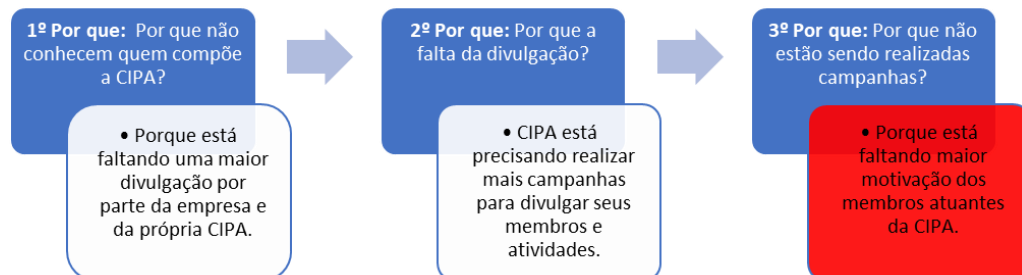 1º Por que: Por que não
conhecem quem compõe
a CIPA?
• Porque está
faltando uma maior
divulgação por
parte da empresa e
da própria CIPA.
2º Por que: Por que a
falta da divulgação?
• CIPA está
precisando realizar
mais campanhas
para divulgar seus
membros e
atividades.
3º Por que: Por que não
estão sendo realizadas
campanhas?
• Porque está
faltando maior
motivação dos
membros atuantes
da CIPA.